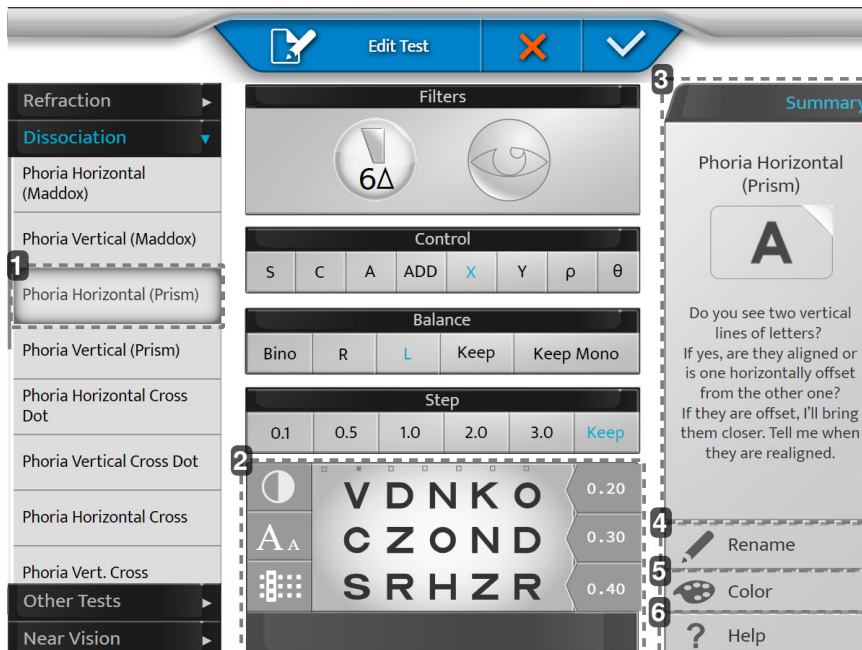 Edit Test
3
Refraction
Dissociation
Phoria Horizontal
(Maddox)
Phoria Vertical (Maddox)
1
Phoria Horizontal (Prism)
Phoria Vertical (Prism)
Phoria Horizontal Cross
Dot
Phoria Vertical Cross Dot
Phoria Horizontal Cross
Phoria Vert. Cross
Other Tests
Near Vision
Filters
6Δ
Control
S C A ADD X Y ρ θ
Balance
Bino R L Keep Keep Mono
Step
0.1 0.5 1.0 2.0 3.0 Keep
2
V D N K O 0.20
A A C Z O N D 0.30
S R H Z R 0.40
Summary
Phoria Horizontal
(Prism)
A
Do you see two vertical
lines of letters?
If yes, are they aligned or
is one horizontally offset
from the other one?
If they are offset, I'll bring
them closer. Tell me when
they are realigned.
4
Rename
5
Color
6
? Help